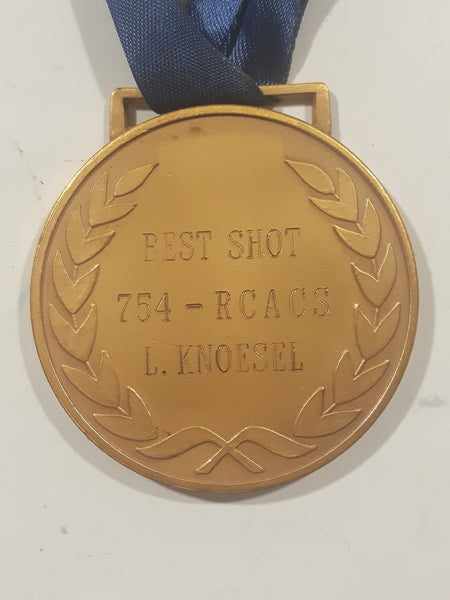 BEST SHOT
754 - RCACS
L. KNOESEL